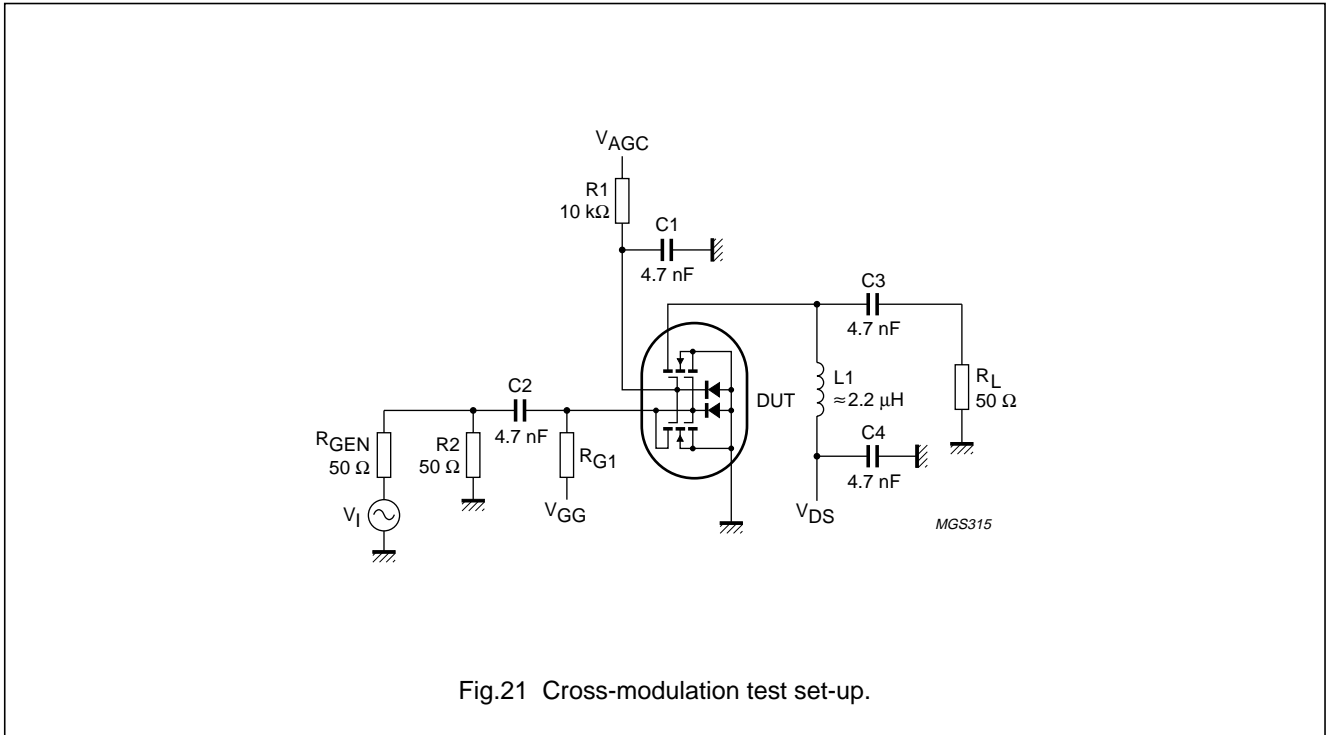 VAGC
R1
10 kΩ
C1
4.7 nF
C3
4.7 nF
L1
≈2.2 μH
RL
50 Ω
DUT
C2
4.7 nF
RGEN
50 Ω
R2
50 Ω
RG1
C4
4.7 nF
VI
VGG
VDS
MGS315
Fig.21 Cross-modulation test set-up.